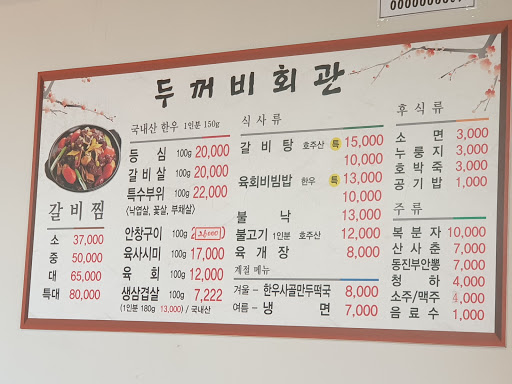 두꺼비회관
갈비찜
소 37,000
중 50,000
대 65,000
특대 80,000
국내산 한우 1인분 150g
등심 100g 20,000
갈비살 100g 20,000
특수부위 100g 22,000
(낙엽살, 꽃살, 부채살)
안창구이 100g
육사시미 100g 17,000
육회 100g 12,000
생삼겹살 100g 7,222
(1인분 180g 13,000) / 국내산
식사류
갈비탕 호주산 특 15,000
10,000
육회비빔밥 한우 특 13,000
10,000
불낙 13,000
불고기 1인분 호주산 12,000
육개장 8,000
계절 메뉴
겨울 - 한우사골만두떡국 8,000
여름 - 냉면 7,000
후식류
소면 3,000
누룽지 3,000
호박죽 3,000
공기밥 1,000
주류
복분자 10,000
산사춘 7,000
동진부안뽕 7,000
청하 4,000
소주/맥주 4,000
음료수 1,000